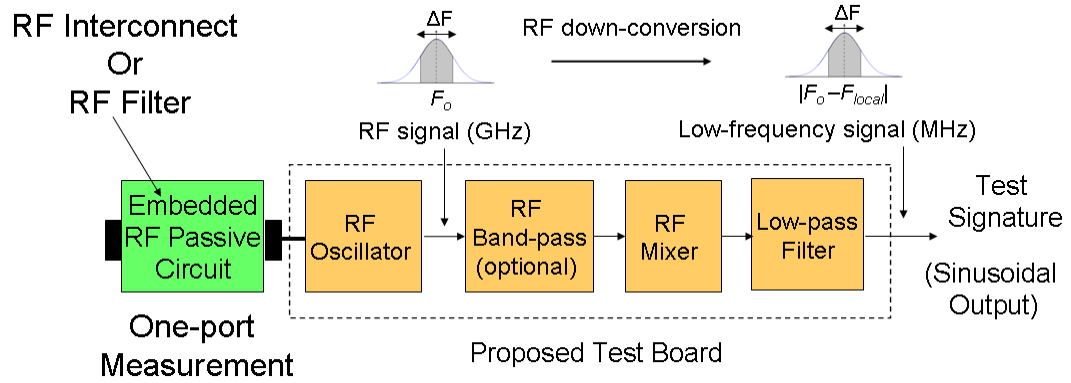 RF Interconnect
Or
RF Filter
ΔF
Fo
RF down-conversion
ΔF
|Fo–Flocal|
RF signal (GHz)
Low-frequency signal (MHz)
Embedded
RF Passive
Circuit
RF
Oscillator
RF
Band-pass
(optional)
RF
Mixer
Low-pass
Filter
Test
Signature
(Sinusoidal
Output)
One-port
Measurement
Proposed Test Board